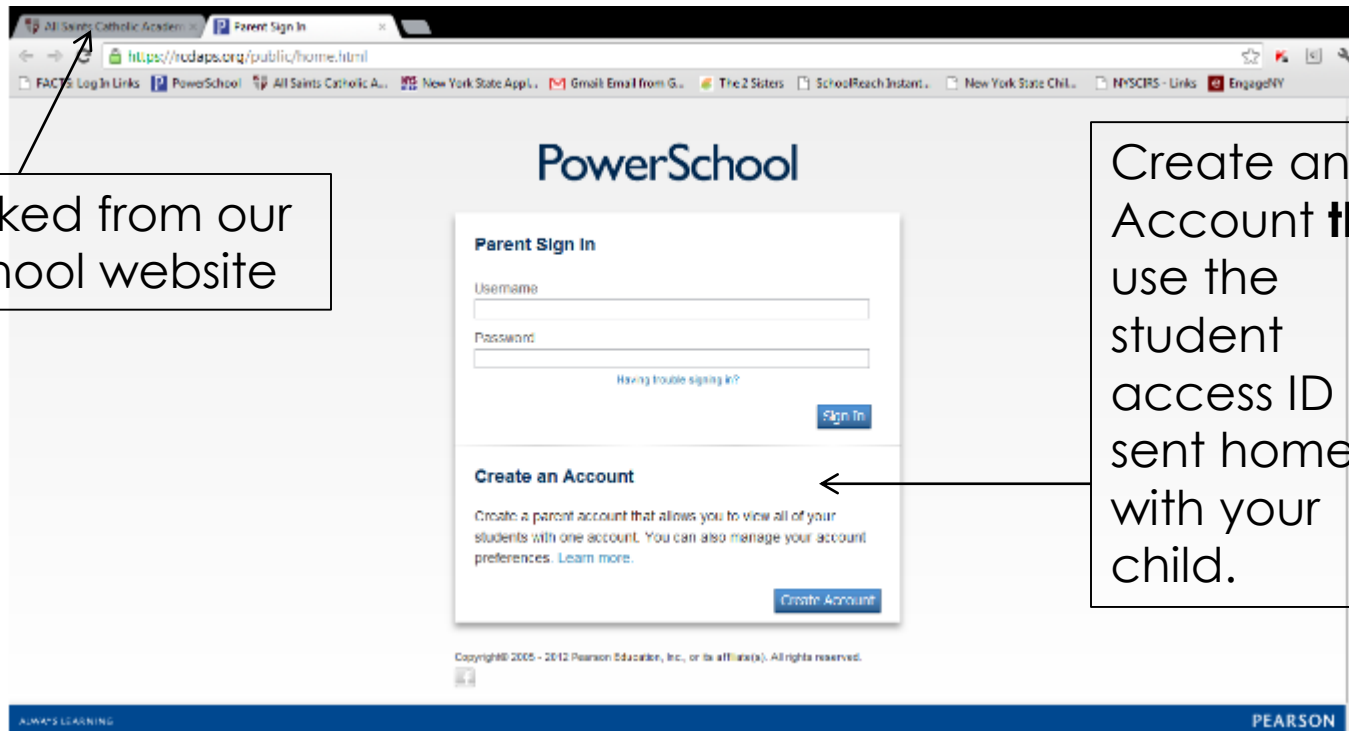 All Saints Catholic Academ
Parent Sign In
https://rcdaps.org/public/home.html
FACTS: Log In Links PowerSchool All Saints Catholic A... New York State Appl... Gmail: Email from G... The 2 Sisters SchoolReach Instant... New York State Chil... NYSCIRS - Links EngageNY
PowerSchool
ked from our
hool website
Parent Sign In
Username
Password
Having trouble signing in?
Sign In
Create an Account
Create a parent account that allows you to view all of your
students with one account. You can also manage your account
preferences. Learn more.
Create Account
Create an
Account th
use the
student
access ID
sent home
with your
child.
Copyright© 2005 - 2012 Pearson Education, Inc., or its affiliate(s). All rights reserved.
ALWAYS LEARNING
PEARSON